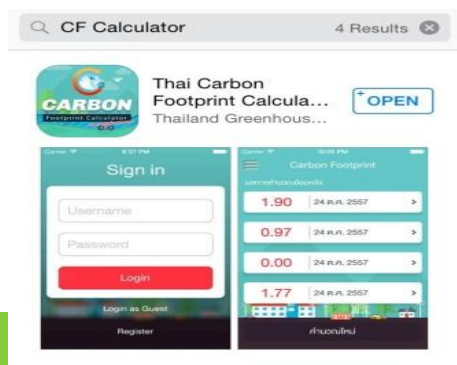 CF Calculator
4 Results
CARBON
Footprint Calculator
Thai Carbon
Footprint Calcula...
Thailand Greenhous...
+OPEN
Sign in
Username
Password
Login
Login as Guest
Register
Carbon Footprint
1.90 24 ต.ค. 2557
0.97 24 ต.ค. 2557
0.00 24 ต.ค. 2557
1.77 24 ต.ค. 2557
คำนวณใหม่